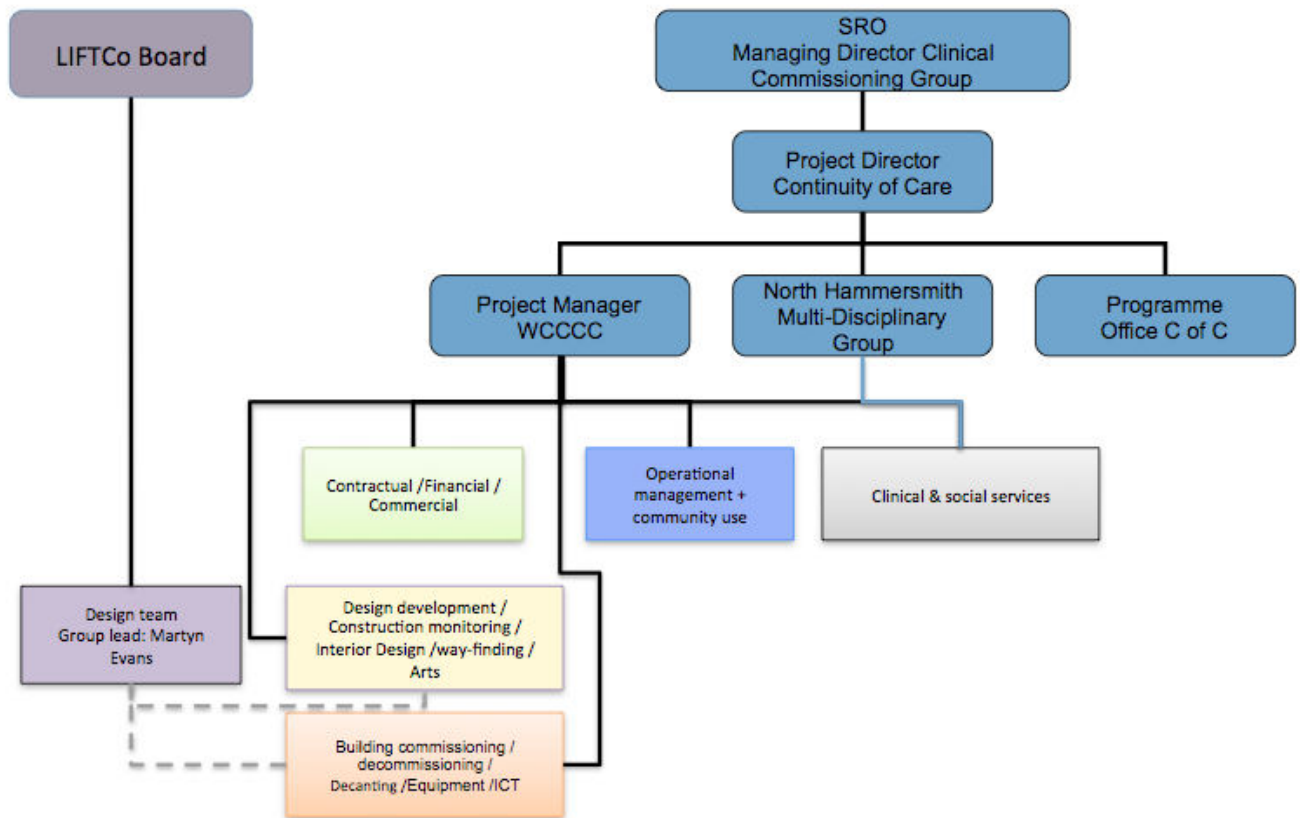 LIFTCo Board
SRO
Managing Director Clinical
Commissioning Group
Project Director
Continuity of Care
Project Manager
WCCCC
North Hammersmith
Multi-Disciplinary
Group
Programme
Office C of C
Contractual /Financial /
Commercial
Operational
management +
community use
Clinical & social services
Design team
Group lead: Martyn
Evans
Design development /
Construction monitoring /
Interior Design /way-finding /
Arts
Building commissioning /
decommissioning /
Decanting /Equipment /ICT